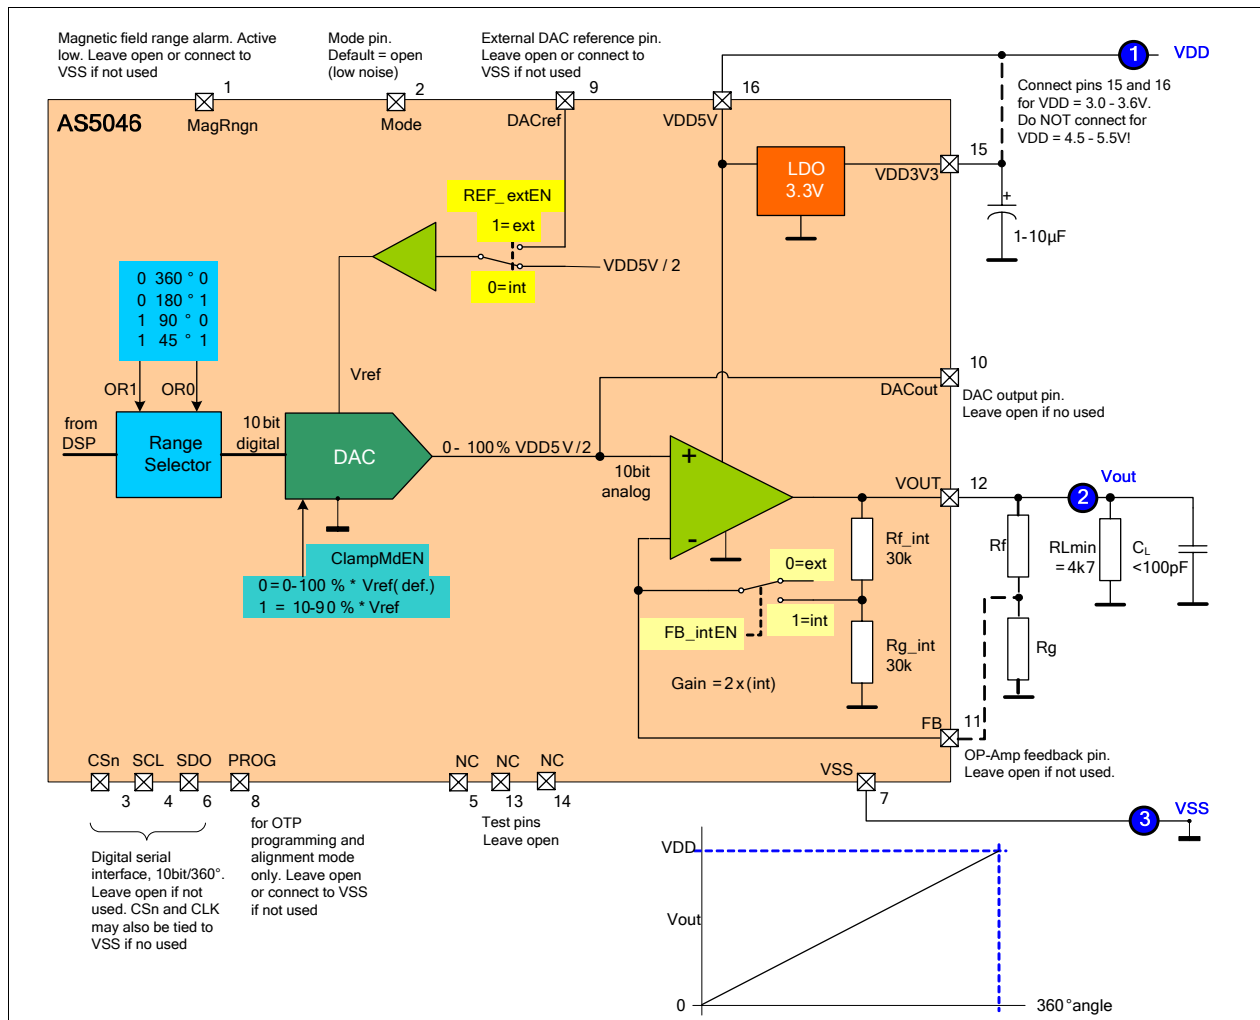 Magnetic field range alarm. Active
low. Leave open or connect to
VSS if not used
Mode pin.
Default = open
(low noise)
External DAC reference pin.
Leave open or connect to
VSS if not used
1
VDD
1
2
9
16
Connect pins 15 and 16
for VDD = 3.0 - 3.6V.
Do NOT connect for
VDD = 4.5 - 5.5V!
AS5046
MagRngn
Mode
DACref
VDD5V
15
LDO
3.3V
VDD3V3
REF_extEN
1= ext
+
1-10µF
VDD5V / 2
0= int
0 360 ° 0
0 180 ° 1
1 90 ° 0
1 45 ° 1
Vref
10
DACout
DAC output pin.
Leave open if no used
OR1
OR0
from
DSP
10 bit
digital
Range
Selector
DAC
0 - 100 % VDD5 V /2
+
-
10bit
analog
VOUT
12
Vout
2
Rf_int
30k
Rf
RLmin
= 4k7
CL
<100pF
ClampMdEN
0 = 0-100 % * Vref( def.)
1 = 10-90 % * Vref
0=ext
1=int
FB_intEN
Rg_int
30k
Rg
Gain = 2 x (int)
FB
11
OP-Amp feedback pin.
Leave open if not used.
CSn
SCL
SDO
PROG
NC
NC
NC
VSS
3
4
6
8
5
13
14
7
Digital serial
interface, 10bit/360°.
Leave open if not
used. CSn and CLK
may also be tied to
VSS if no used
for OTP
programming and
alignment mode
only. Leave open
or connect to VSS
if not used
Test pins
Leave open
3
VSS
VDD
Vout
0
360°angle